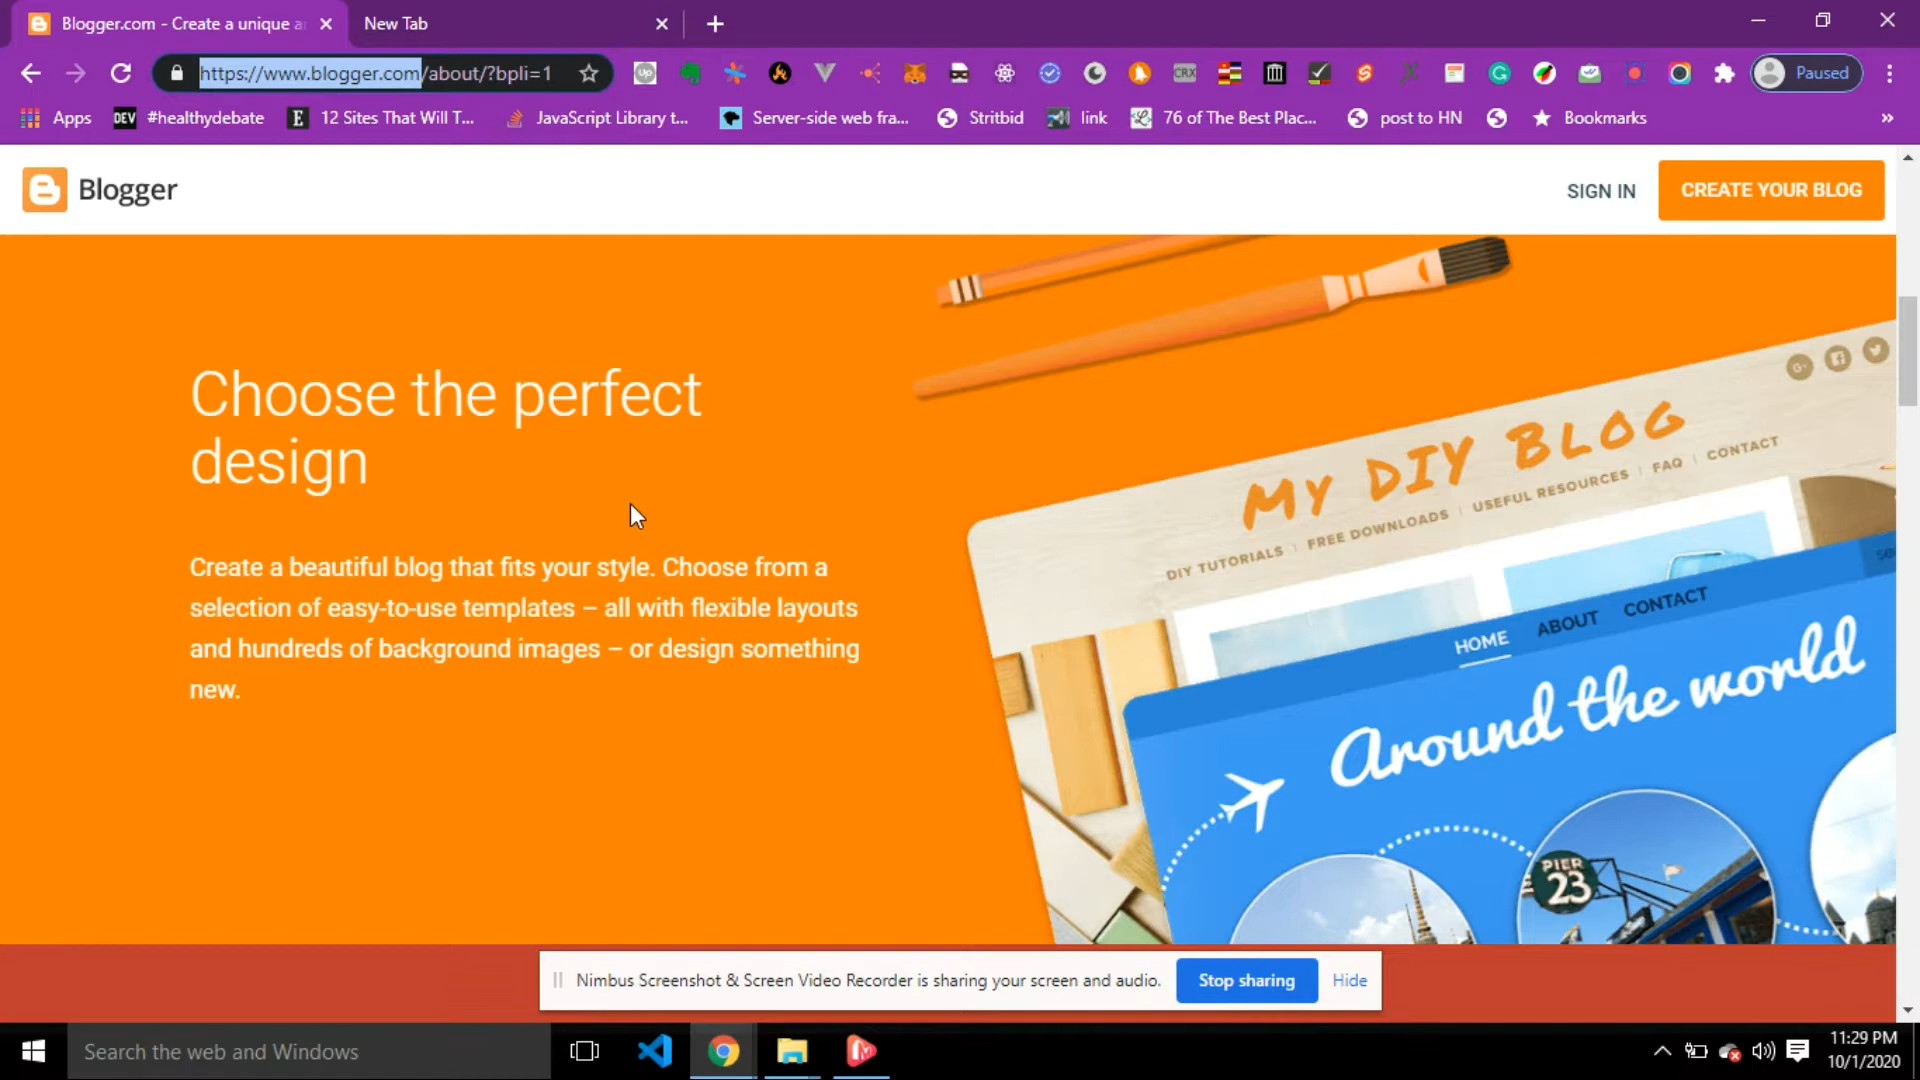 Blogger.com - Create a unique a
New Tab
https://www.blogger.com/about/?bpli=1
Up
CRX
Paused
Apps
DEV #healthydebate
E 12 Sites That Will T...
JavaScript Library t...
Server-side web fra...
Stritbid
link
76 of The Best Plac...
post to HN
Bookmarks
»
Blogger
SIGN IN
CREATE YOUR BLOG
Choose the perfect
design
Create a beautiful blog that fits your style. Choose from a
selection of easy-to-use templates – all with flexible layouts
and hundreds of background images – or design something
new.
MY DIY BLOG
DIY TUTORIALS | FREE DOWNLOADS | USEFUL RESOURCES | FAQ | CONTACT
HOME ABOUT CONTACT
Around the world
PIER
23
Nimbus Screenshot & Screen Video Recorder is sharing your screen and audio.
Stop sharing
Hide
Search the web and Windows
11:29 PM
10/1/2020